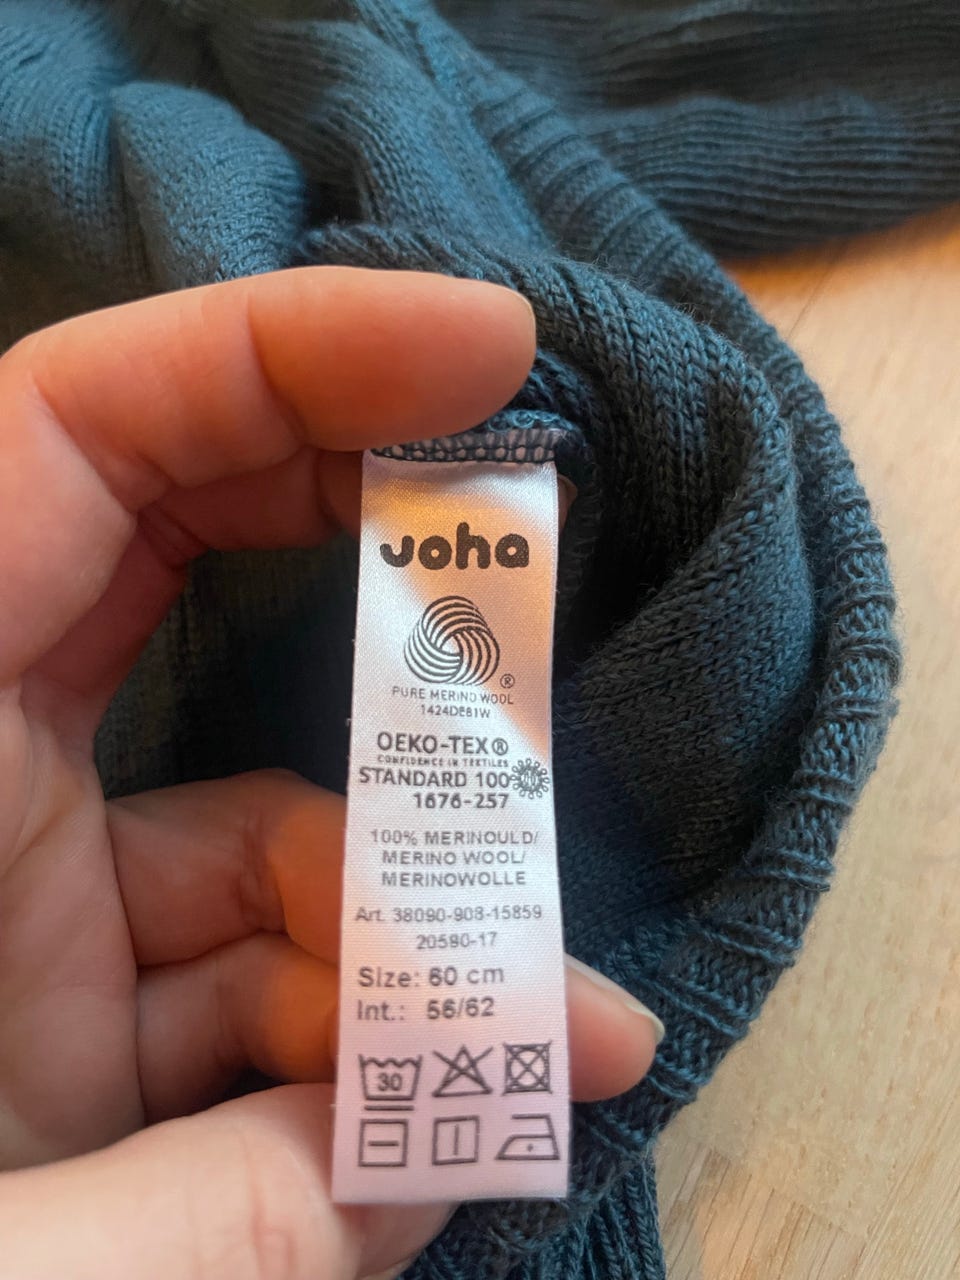 Joha
®
PURE MERINO WOOL
1424DE81W
OEKO-TEX®
CONFIDENCE IN TEXTILES
STANDARD 100
1676-257
100% MERINOULD/
MERINO WOOL/
MERINOWOLLE
Art. 38090-908-15859
20580-17
Size: 60 cm
Int.: 56/62
30